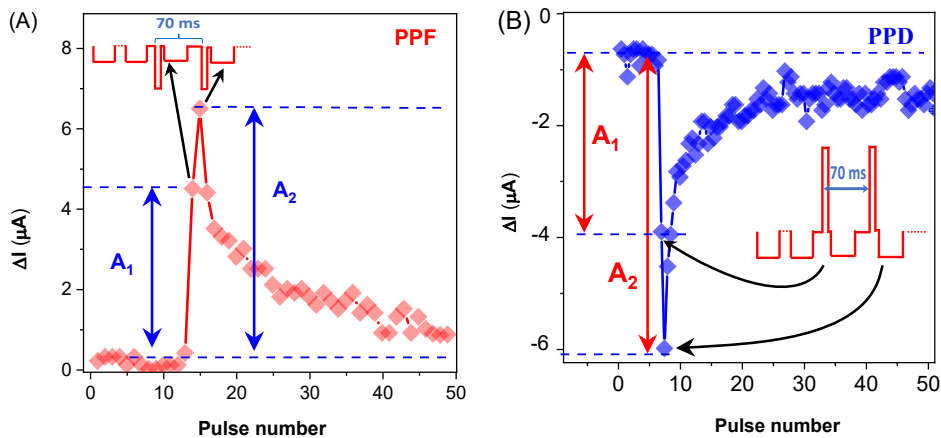 (A)
70 ms
PPF
8
6
4
2
0
ΔI (μA)
A₁
A₂
0
10
20
30
40
50
Pulse number
(B)
-0
-2
-4
-6
ΔI (μA)
PPD
A₁
A₂
70 ms
0
10
20
30
40
50
Pulse number